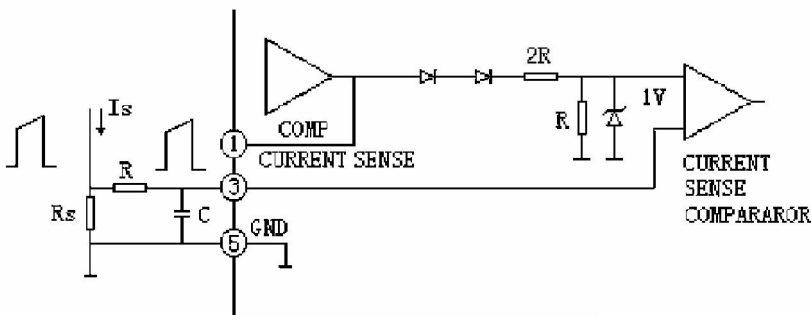 2R
1V
R
Is
COMP
1
CURRENT SENSE
R
3
CURRENT
SENSE
COMPARAROR
Rs
C
GND
5